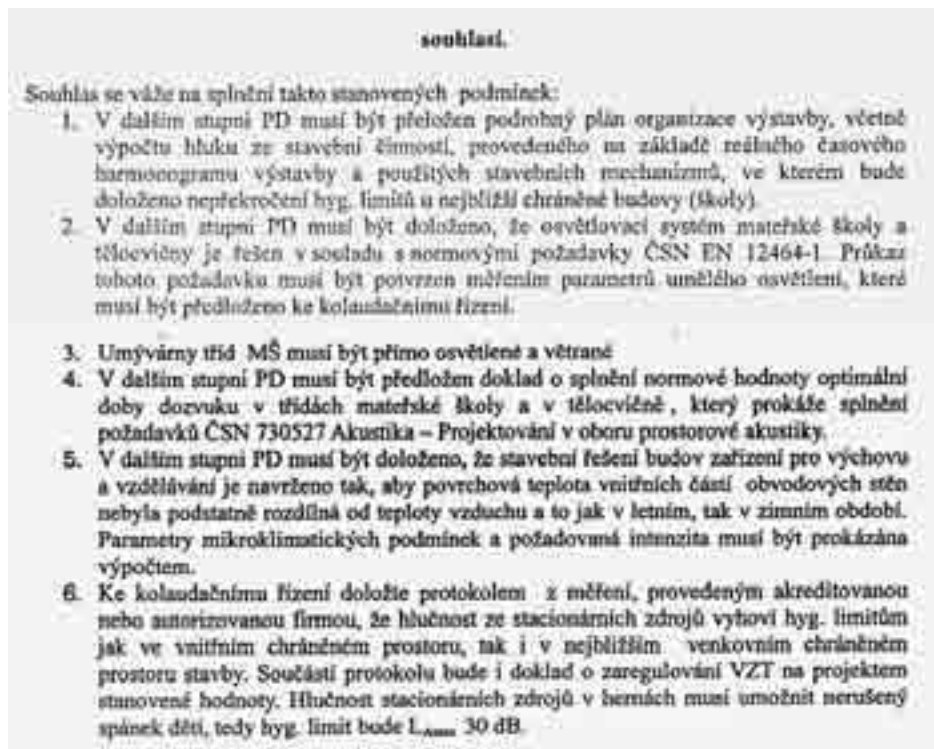 souhlasí.
Souhlas se váže na splnění takto stanovených podmínek:
1. V dalším stupni PD musí být přeložen podrobný plán organizace výstavby, včetně
výpočtu hluku ze stavební činnosti, provedeného na základě reálného časového
harmonogramu výstavby a použitých stavebních mechanizmů, ve kterém bude
doloženo nepřekročení hyg. limitů u nejbližší chráněné budovy (školy).
2. V dalším stupni PD musí být doloženo, že osvětlovací systém mateřské školy a
tělocvičny je řešen v souladu s normovými požadavky ČSN EN 12464-1. Průkaz
tohoto požadavku musí být potvrzen měřením parametrů umělého osvětlení, které
musí být předloženo ke kolaudačnímu řízení.
3. Umývárny tříd MŠ musí být přímo osvětlené a větrané
4. V dalším stupni PD musí být předložen doklad o splnění normové hodnoty optimální
doby dozvuku v třídách mateřské školy a v tělocvičně , který prokáže splnění
požadavků ČSN 730527 Akustika – Projektování v oboru prostorové akustiky.
5. V dalším stupni PD musí být doloženo, že stavební řešení budov zařízení pro výchovu
a vzdělávání je navrženo tak, aby povrchová teplota vnitřních částí obvodových stěn
nebyla podstatně rozdílná od teploty vzduchu a to jak v letním, tak v zimním období.
Parametry mikroklimatických podmínek a požadovaná intenzita musí být prokázána
výpočtem.
6. Ke kolaudačnímu řízení doložte protokolem z měření, provedeným akreditovanou
nebo autorizovanou firmou, že hlučnost ze stacionárních zdrojů vyhoví hyg. limitům
jak ve vnitřním chráněném prostoru, tak i v nejbližším venkovním chráněném
prostoru stavby. Součástí protokolu bude i doklad o zaregulování VZT na projektem
stanovené hodnoty. Hlučnost stacionárních zdrojů v hernách musí umožnit nerušený
spánek dětí, tedy hyg. limit bude L<sub>Amax</sub> 30 dB.